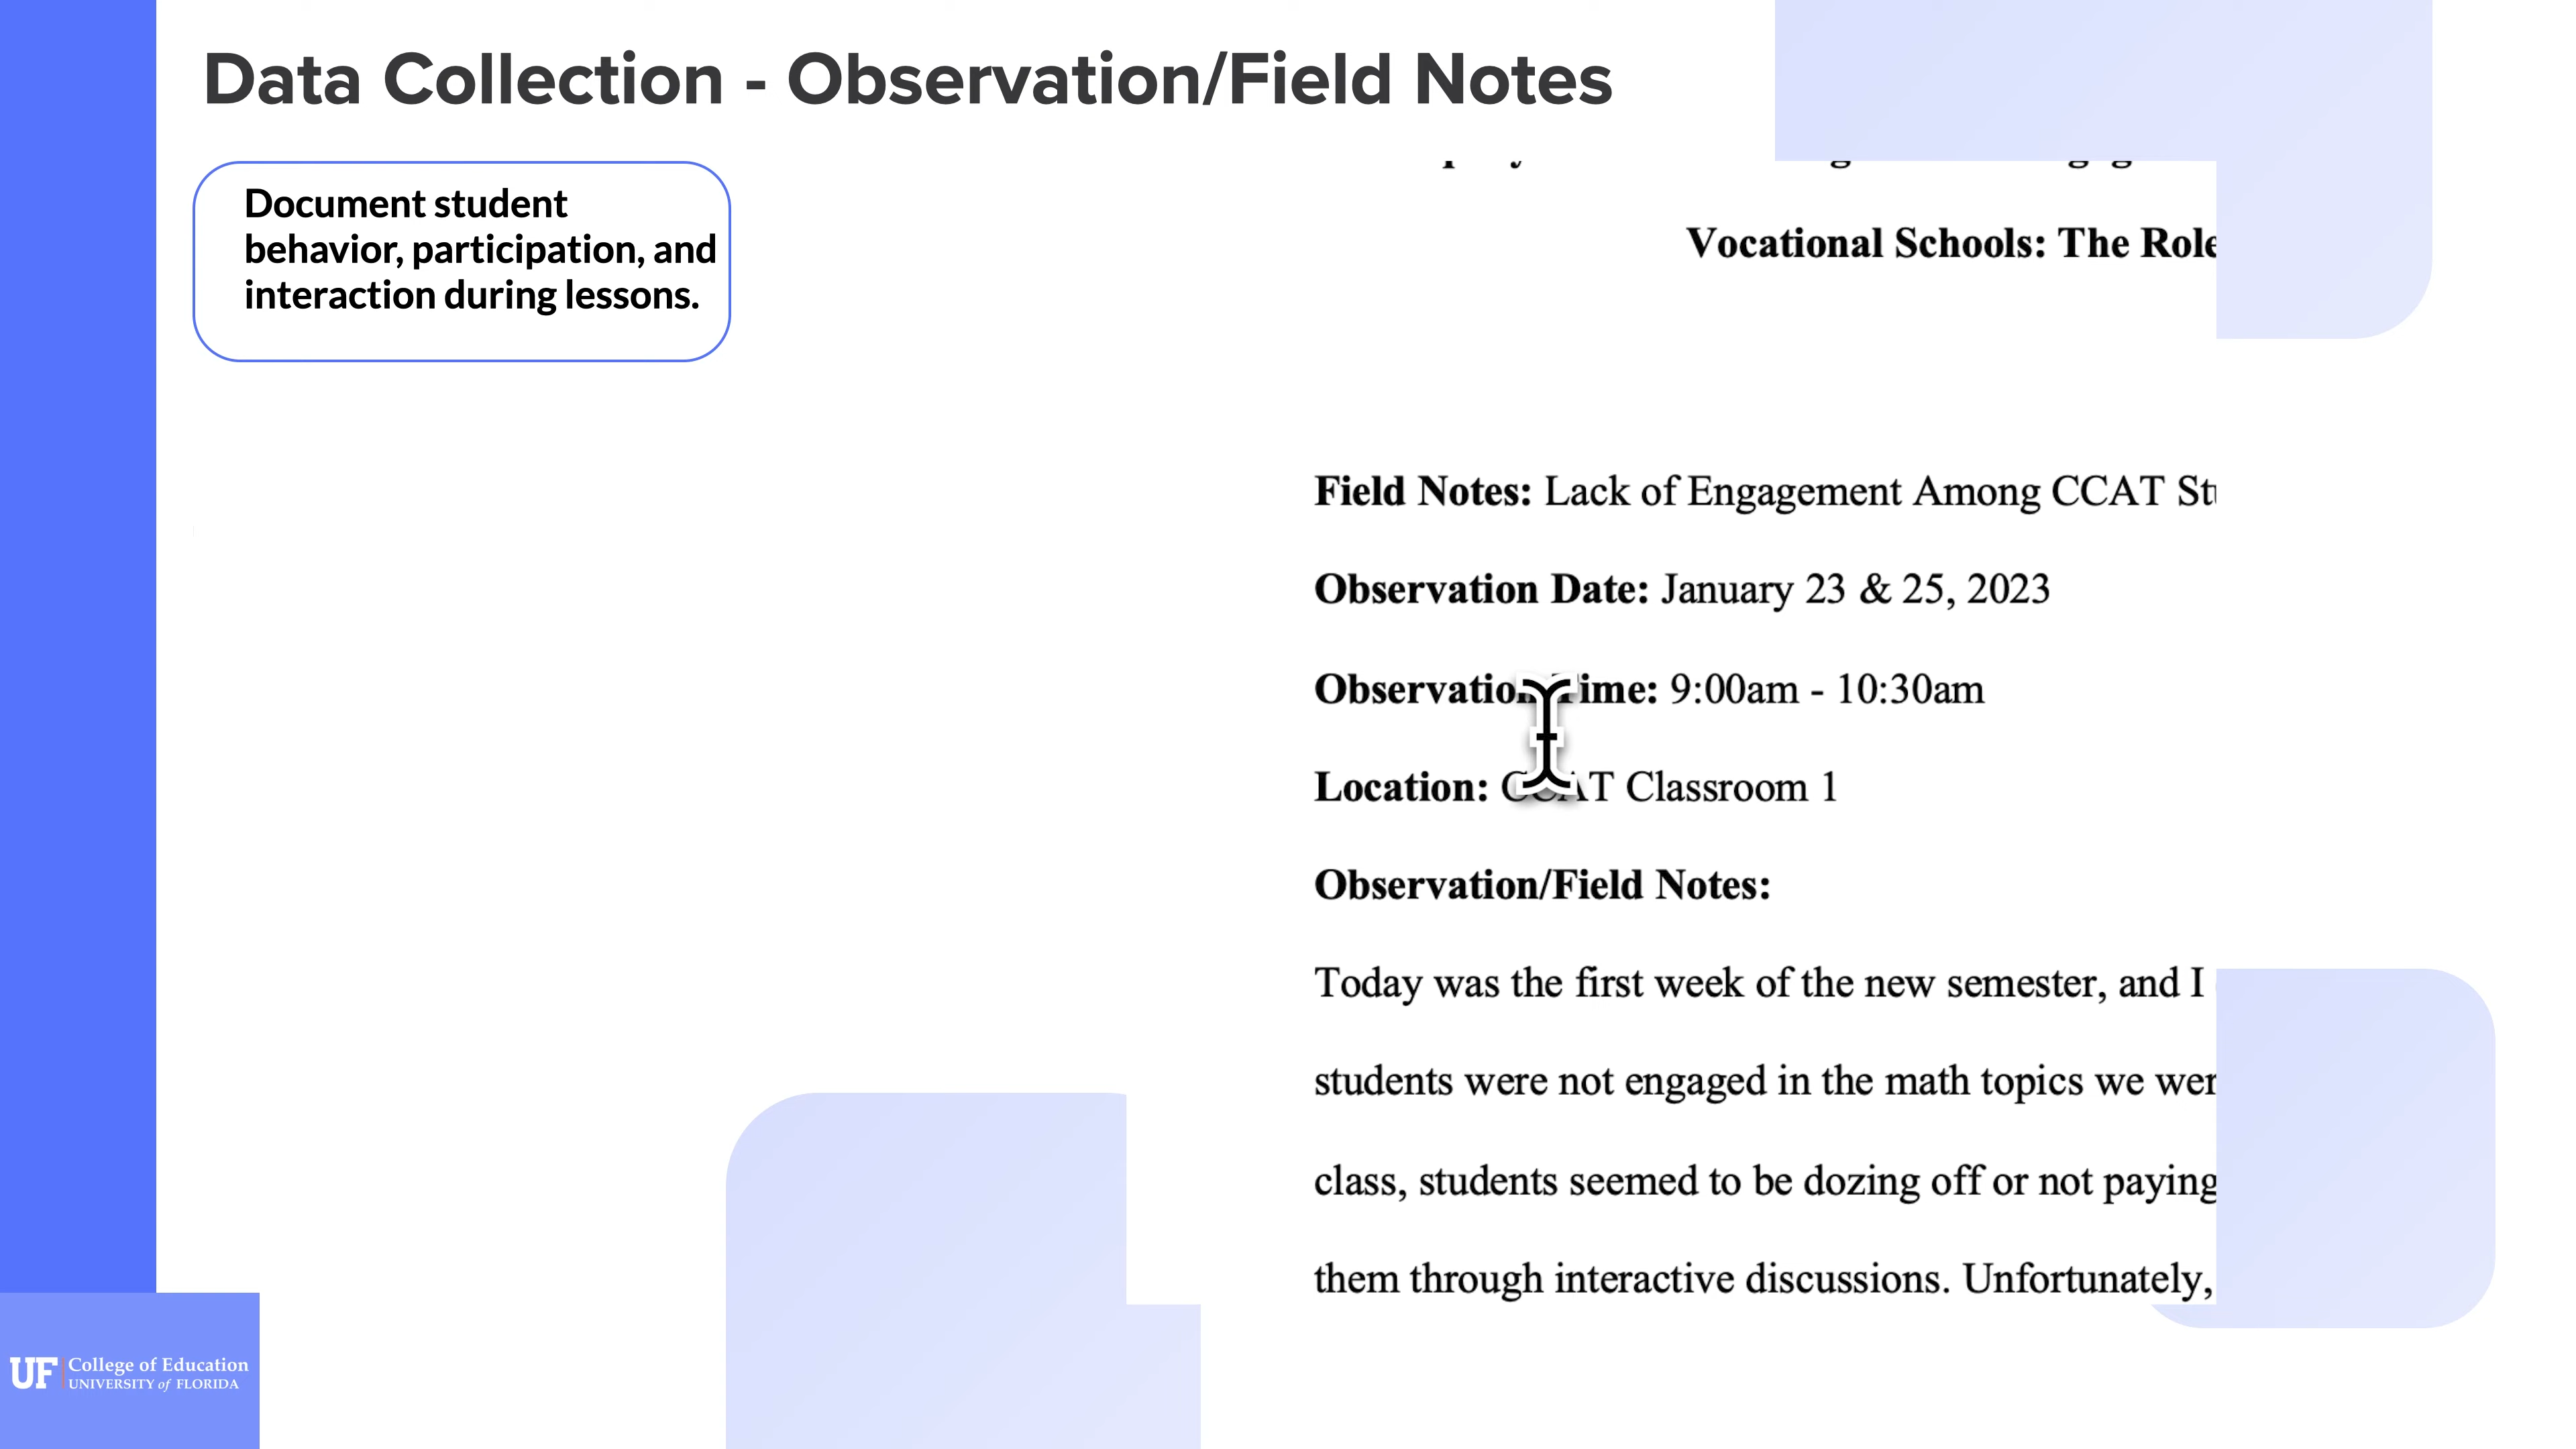 Data Collection - Observation/Field Notes
Document student
behavior, participation, and
interaction during lessons.
Vocational Schools: The Role
Field Notes: Lack of Engagement Among CCAT
Observation Date: January 23 & 25, 2023
Observation Time: 9:00am - 10:30am
Location: CCAT Classroom 1
Observation/Field Notes:
Today was the first week of the new semester, and I
students were not engaged in the math topics we
class, students seemed to be dozing off or not paying
them through interactive discussions. Unfortunately,
UF College of Education
UNIVERSITY of FLORIDA